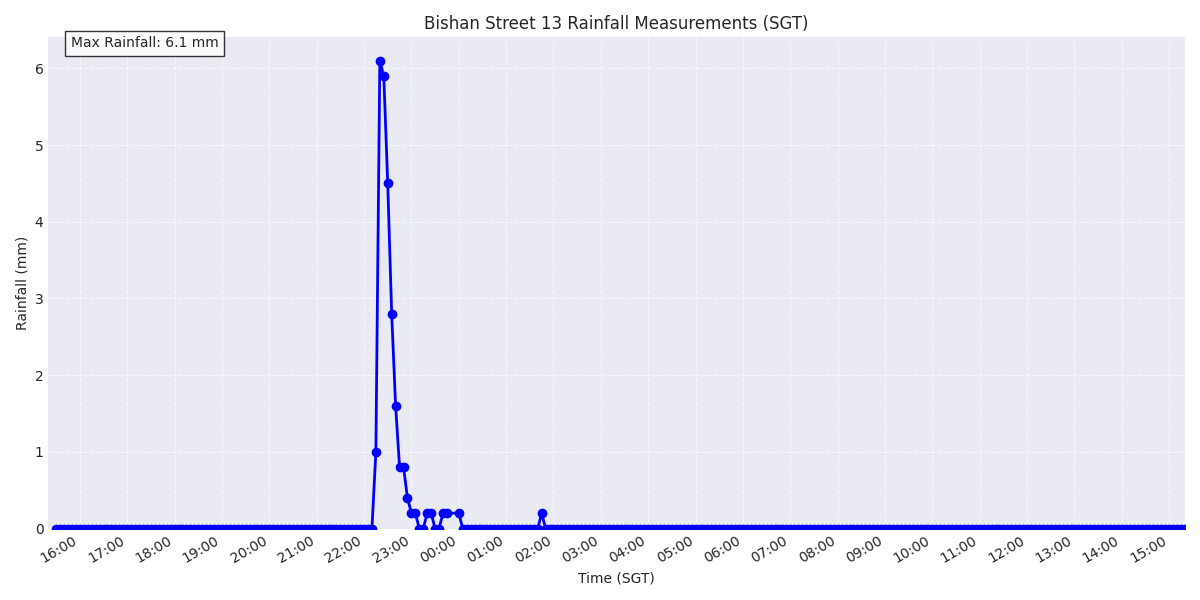 Bishan Street 13 Rainfall Measurements (SGT)
Max Rainfall: 6.1 mm
6
5
4
3
2
1
0
Rainfall (mm)
16:00 17:00 18:00 19:00 20:00 21:00 22:00 23:00 00:00 01:00 02:00 03:00 04:00 05:00 06:00 07:00 08:00 09:00 10:00 11:00 12:00 13:00 14:00 15:00
Time (SGT)